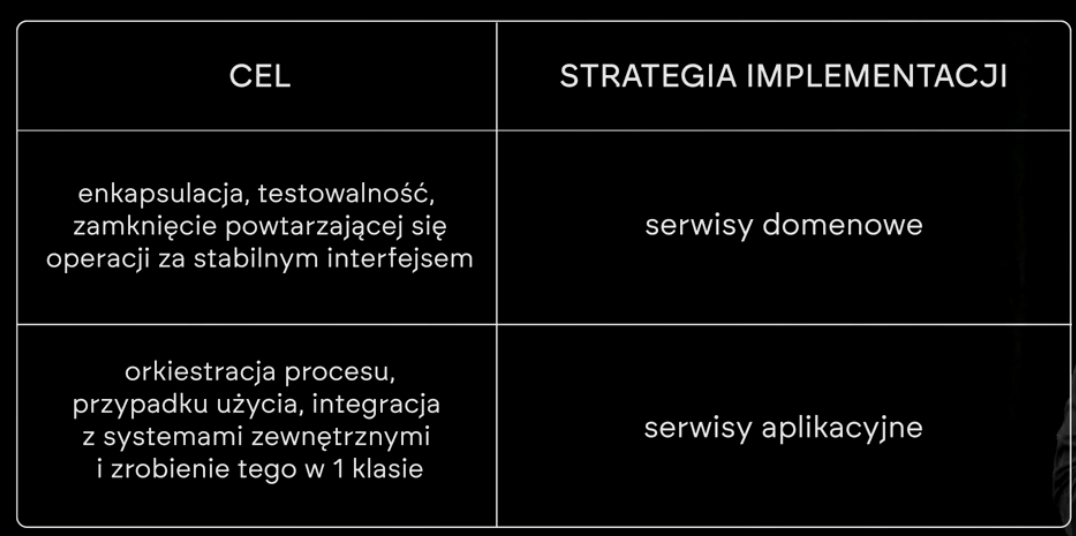 CEL
STRATEGIA IMPLEMENTACJI
enkapsulacja, testowalność,
zamknięcie powtarzającej się
operacji za stabilnym interfejsem
serwisy domenowe
orkiestracja procesu,
przypadku użycia, integracja
z systemami zewnętrznymi
i zrobienie tego w 1 klasie
serwisy aplikacyjne